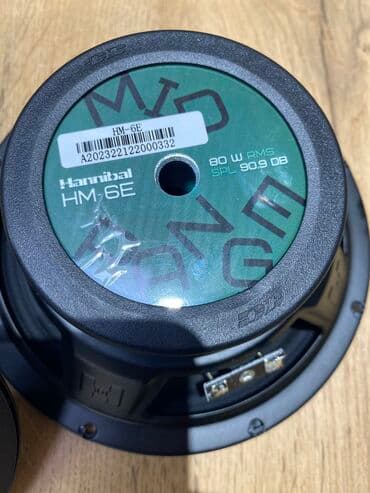 MID
RANGE
HM-6E
A202322122000332
Hannibal
HM-6E
80 W RMS
SPL 90.9 DB